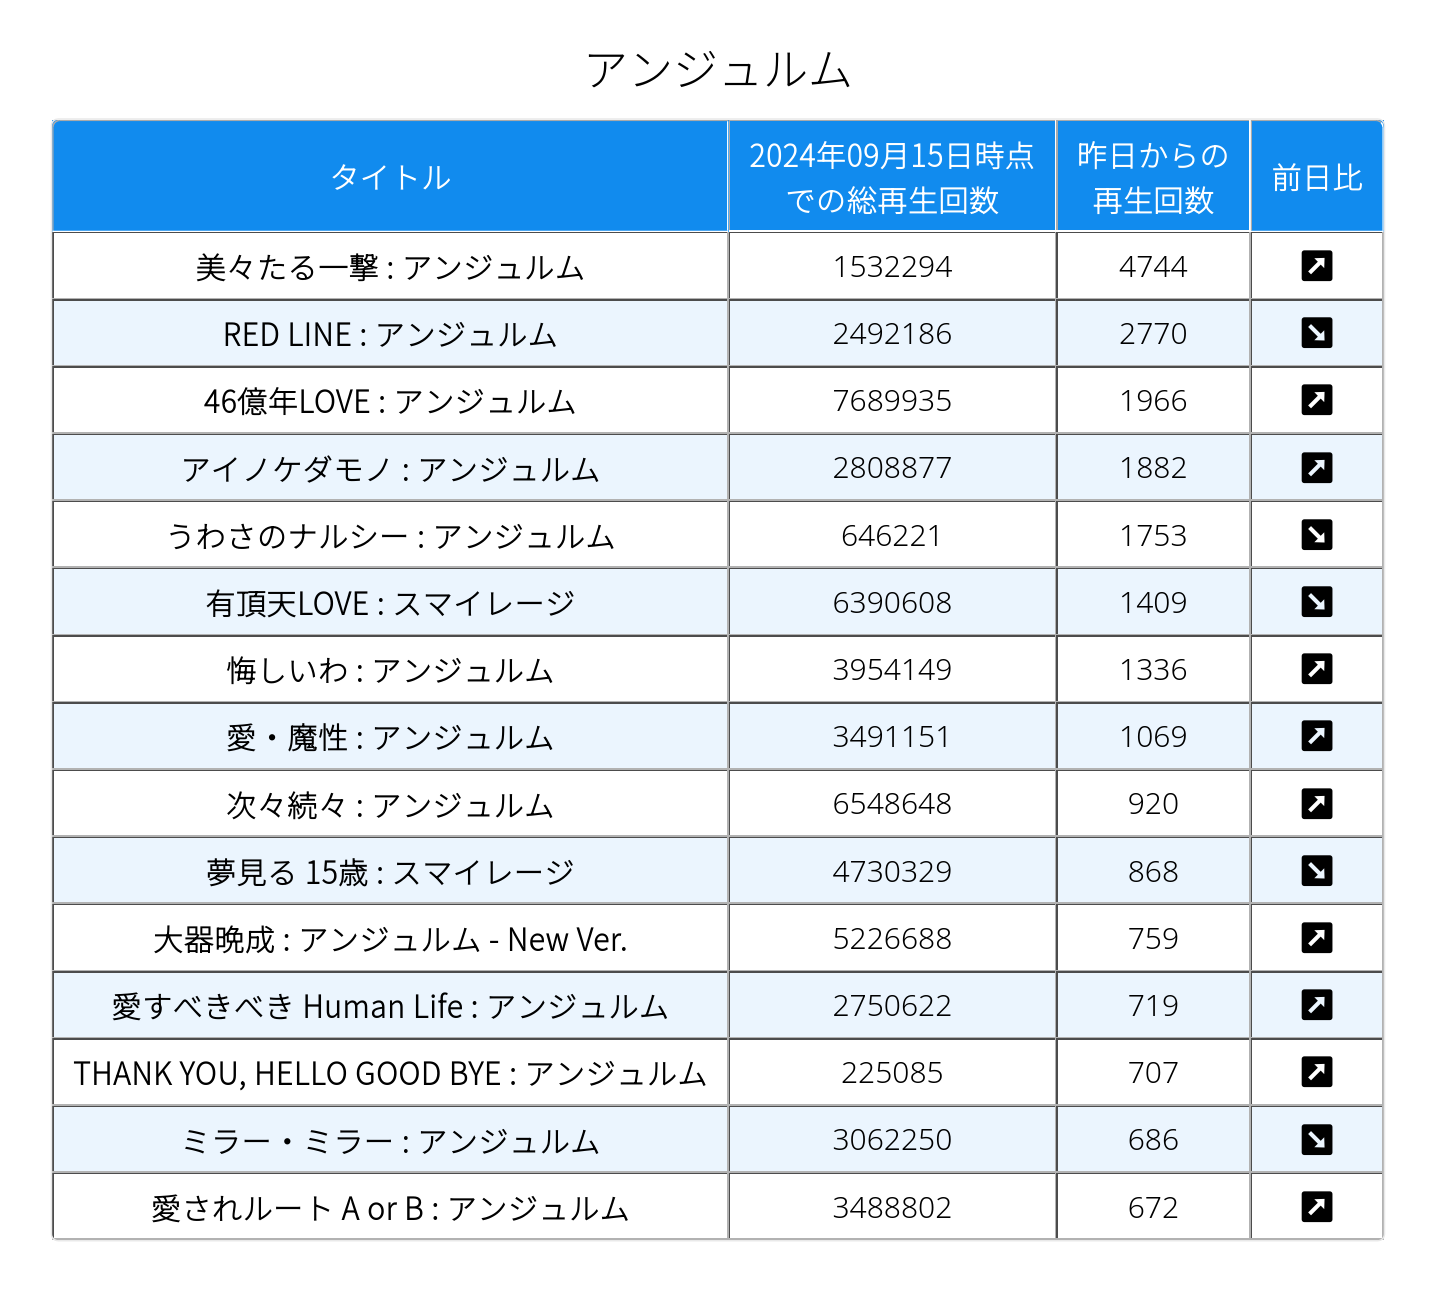 アンジュルム
タイトル 2024年09月15日時点での総再生回数 昨日からの再生回数 前日比
美々たる一撃 : アンジュルム 1532294 4744 ↗
RED LINE : アンジュルム 2492186 2770 ↘
46億年LOVE : アンジュルム 7689935 1966 ↗
アイノケダモノ : アンジュルム 2808877 1882 ↗
うわさのナルシー : アンジュルム 646221 1753 ↘
有頂天LOVE : スマイレージ 6390608 1409 ↘
悔しいわ : アンジュルム 3954149 1336 ↗
愛・魔性 : アンジュルム 3491151 1069 ↗
次々続々 : アンジュルム 6548648 920 ↗
夢見る 15歳 : スマイレージ 4730329 868 ↘
大器晩成 : アンジュルム - New Ver. 5226688 759 ↗
愛すべきべき Human Life : アンジュルム 2750622 719 ↗
THANK YOU, HELLO GOOD BYE : アンジュルム 225085 707 ↗
ミラー・ミラー : アンジュルム 3062250 686 ↘
愛されルート A or B : アンジュルム 3488802 672 ↗